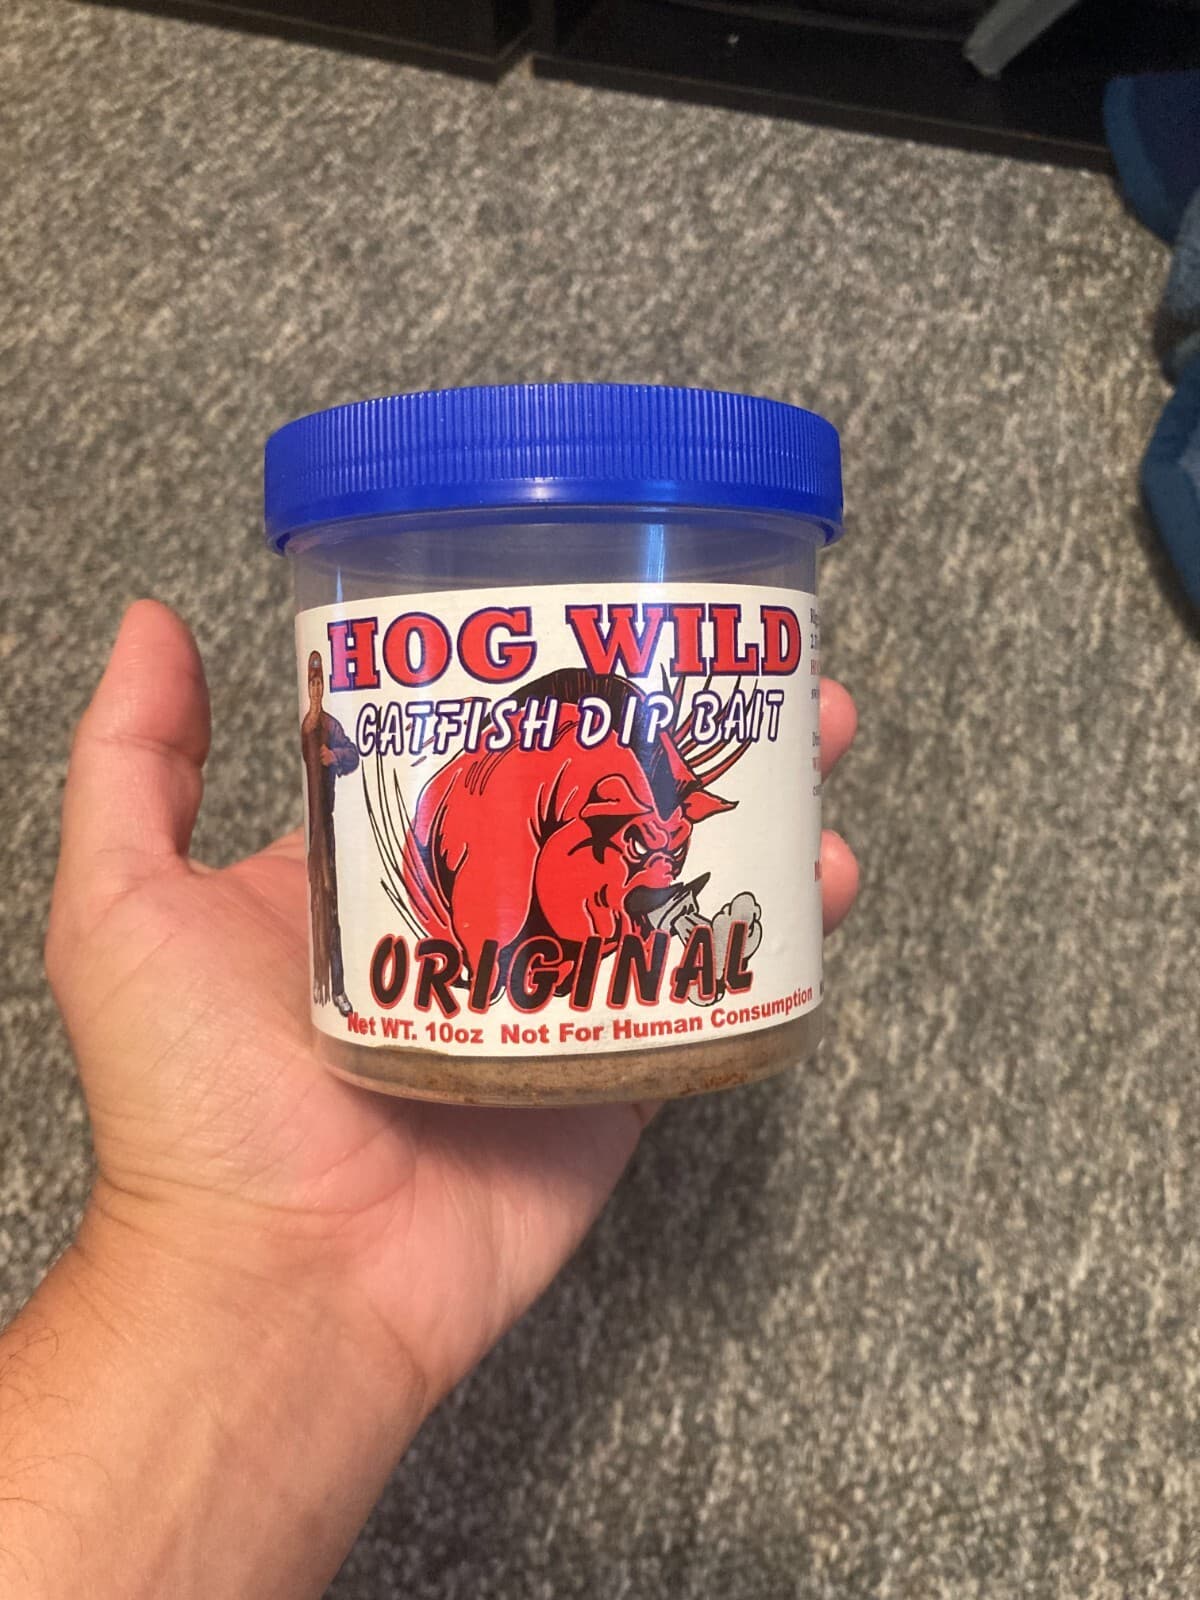 HOG WILD
CATFISH DIP BAIT
ORIGINAL
Net WT. 10oz Not For Human Consumption